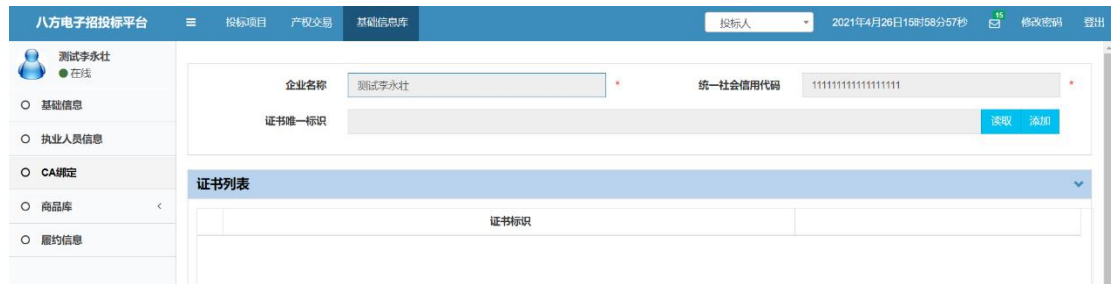 八方电子招投标平台 投标项目 产权交易 基础信息库 投标人 2021年4月26日15时58分57秒 15 修改密码 登出
测试李永壮
在线
企业名称 测试李永壮 * 统一社会信用代码 111111111111111111 *
基础信息
证书唯一标识 读取 添加
执业人员信息
CA绑定
证书列表
商品库
证书标识
履约信息